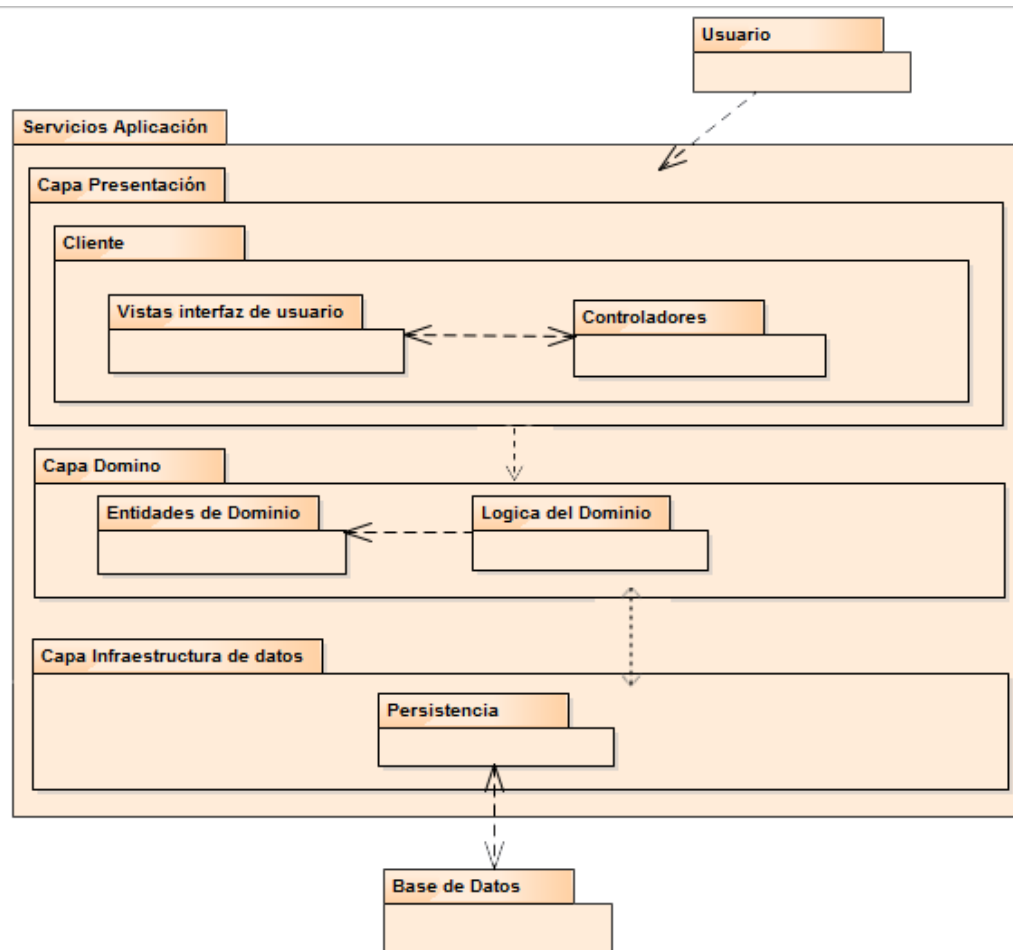 Usuario
Servicios Aplicación
Capa Presentación
Cliente
Vistas interfaz de usuario
Controladores
Capa Domino
Entidades de Dominio
Logica del Dominio
Capa Infraestructura de datos
Persistencia
Base de Datos